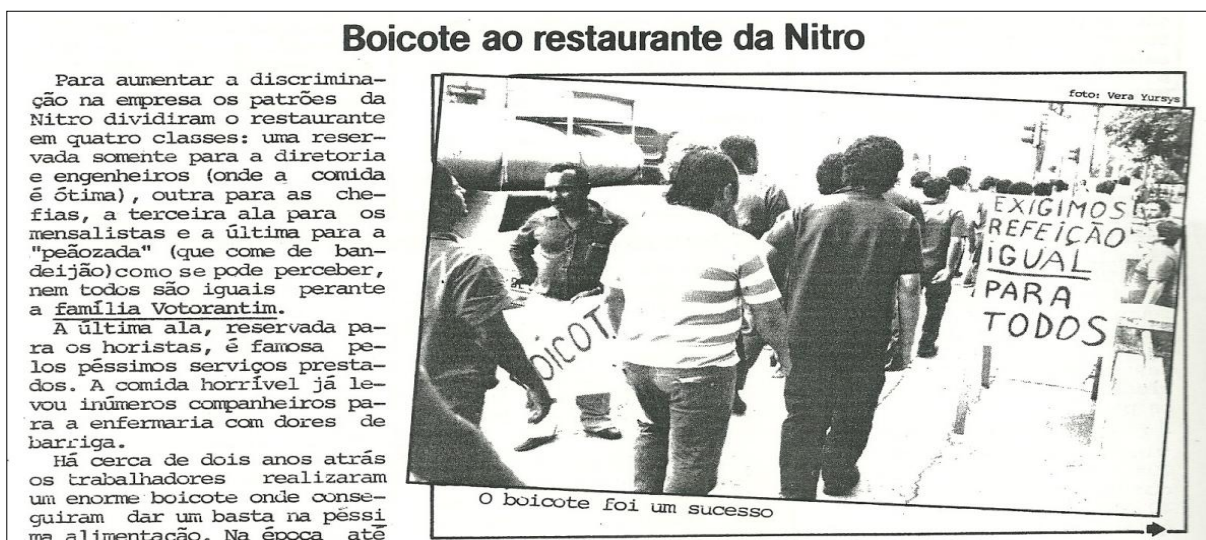 Boicote ao restaurante da Nitro
Para aumentar a discrimina-
ção na empresa os patrões da
Nitro dividiram o restaurante
em quatro classes: uma reser-
vada somente para a diretoria
e engenheiros (onde a comida
é ótima), outra para as che-
fias, a terceira ala para os
mensalistas e a última para a
"peãozada" (que come de ban-
deijão)como se pode perceber,
nem todos são iguais perante
a família Votorantim.
A última ala, reservada pa-
ra os horistas, é famosa pe-
los péssimos serviços presta-
dos. A comida horrível já le-
vou inúmeros companheiros pa-
ra a enfermaria com dores de
barriga.
Há cerca de dois anos atrás
os trabalhadores realizaram
um enorme boicote onde conse-
guiram dar um basta na péssi
ma alimentação. Na época até
foto: Vera Yursys
OICOT
EXIGIMOS
REFEIÇÃO
IGUAL
PARA
TODOS
O boicote foi um sucesso